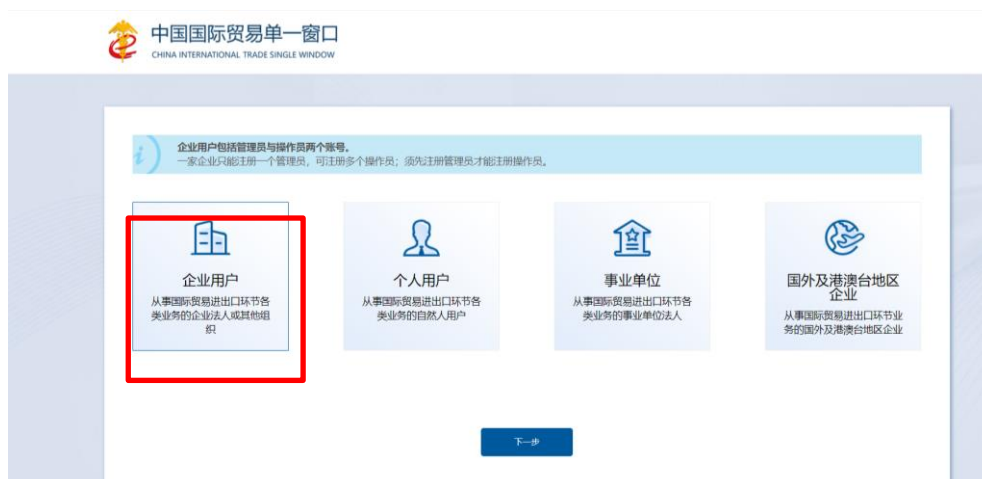 中国国际贸易单一窗口
CHINA INTERNATIONAL TRADE SINGLE WINDOW
企业用户包括管理员与操作员两个账号。
一家企业只能注册一个管理员，可注册多个操作员；须先注册管理员才能注册操作员。
企业用户
从事国际贸易进出口环节各
类业务的企业法人或其他组
织
个人用户
从事国际贸易进出口环节各
类业务的自然人用户
事业单位
从事国际贸易进出口环节各
类业务的事业单位法人
国外及港澳台地区
企业
从事国际贸易进出口环节业
务的国外及港澳台地区企业
下一步